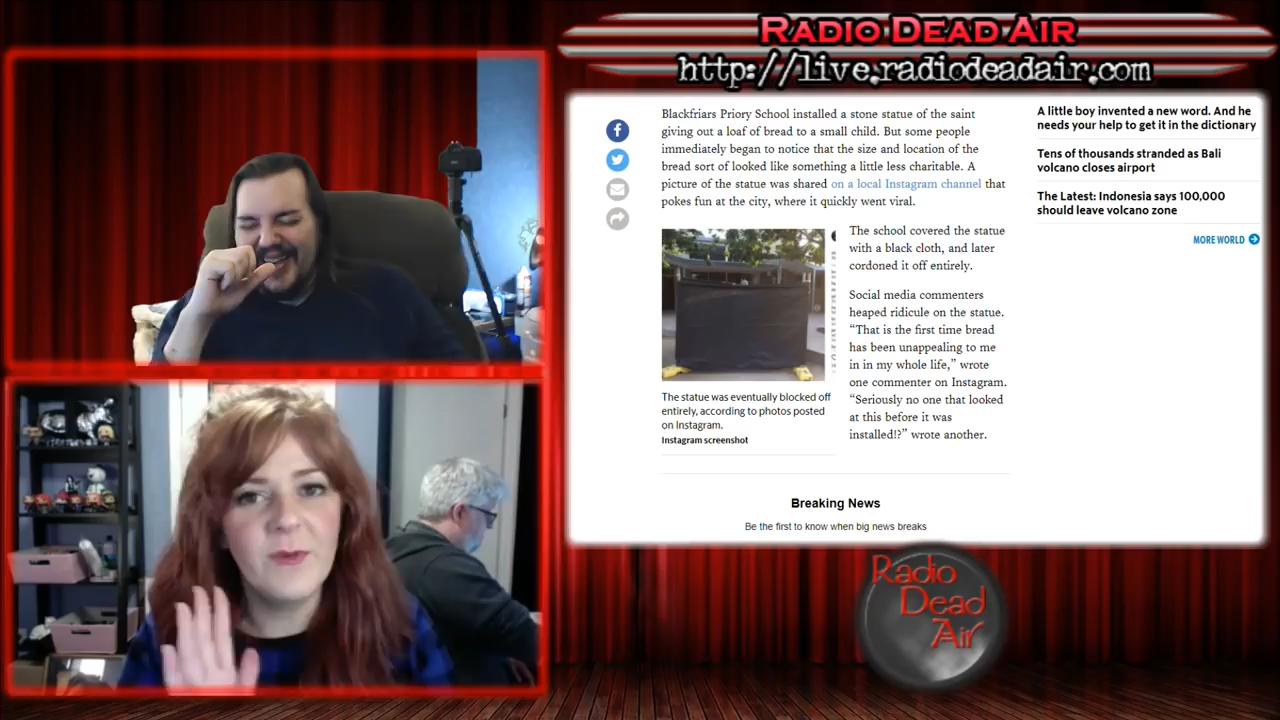 Radio Dead Air
http://live.radiodeadair.com
Blackfriars Priory School installed a stone statue of the saint
giving out a loaf of bread to a small child. But some people
immediately began to notice that the size and location of the
bread sort of looked like something a little less charitable. A
picture of the statue was shared on a local Instagram channel that
pokes fun at the city, where it quickly went viral.
The school covered the statue
with a black cloth, and later
cordoned it off entirely.
Social media commenters
heaped ridicule on the statue.
“That is the first time bread
has been unappealing to me
in in my whole life,” wrote
one commenter on Instagram.
“Seriously no one that looked
at this before it was
installed!?” wrote another.
The statue was eventually blocked off
entirely, according to photos posted
on Instagram.
Instagram screenshot
Breaking News
Be the first to know when big news breaks
A little boy invented a new word. And he
needs your help to get it in the dictionary
Tens of thousands stranded as Bali
volcano closes airport
The Latest: Indonesia says 100,000
should leave volcano zone
MORE WORLD
Radio
Dead
Air